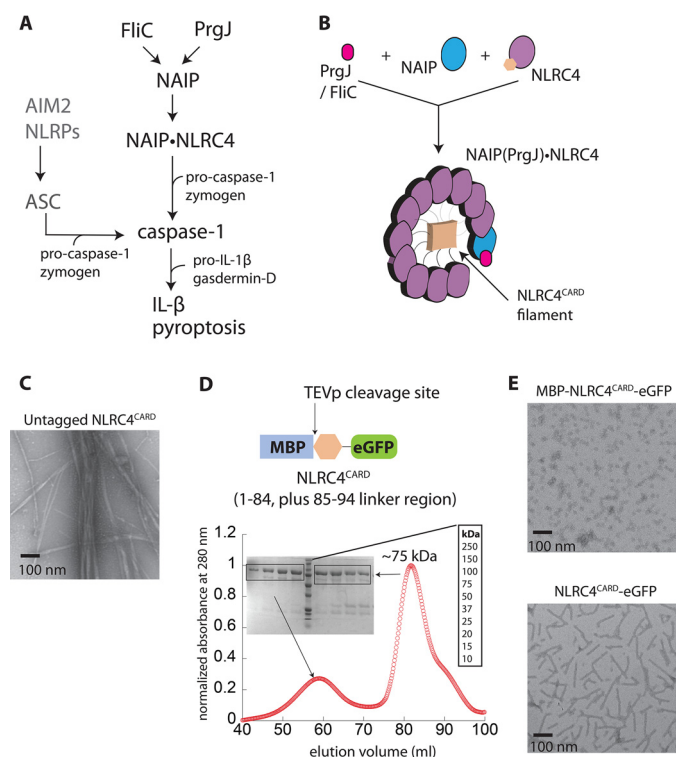 A
FliC PrgJ
NAIP
AIM2
NLRPs
NAIP•NLRC4
pro-caspase-1
zymogen
ASC
caspase-1
pro-caspase-1
zymogen
pro-IL-1β
gasdermin-D
IL-β
pyroptosis
B
PrgJ
/ FliC
+
NAIP
+
NLRC4
NAIP(PrgJ)•NLRC4
NLRC4CARD
filament
C
Untagged NLRC4CARD
100 nm
D
TEVp cleavage site
MBP
eGFP
NLRC4CARD
(1-84, plus 85-94 linker region)
normalized absorbance at 280 nm
1.2
1
0.8
0.6
0.4
0.2
0
40 50 60 70 80 90 100
elution volume (ml)
~75 kDa
kDa
250
150
100
75
50
37
25
20
15
10
E
MBP-NLRC4CARD-eGFP
100 nm
NLRC4CARD-eGFP
100 nm